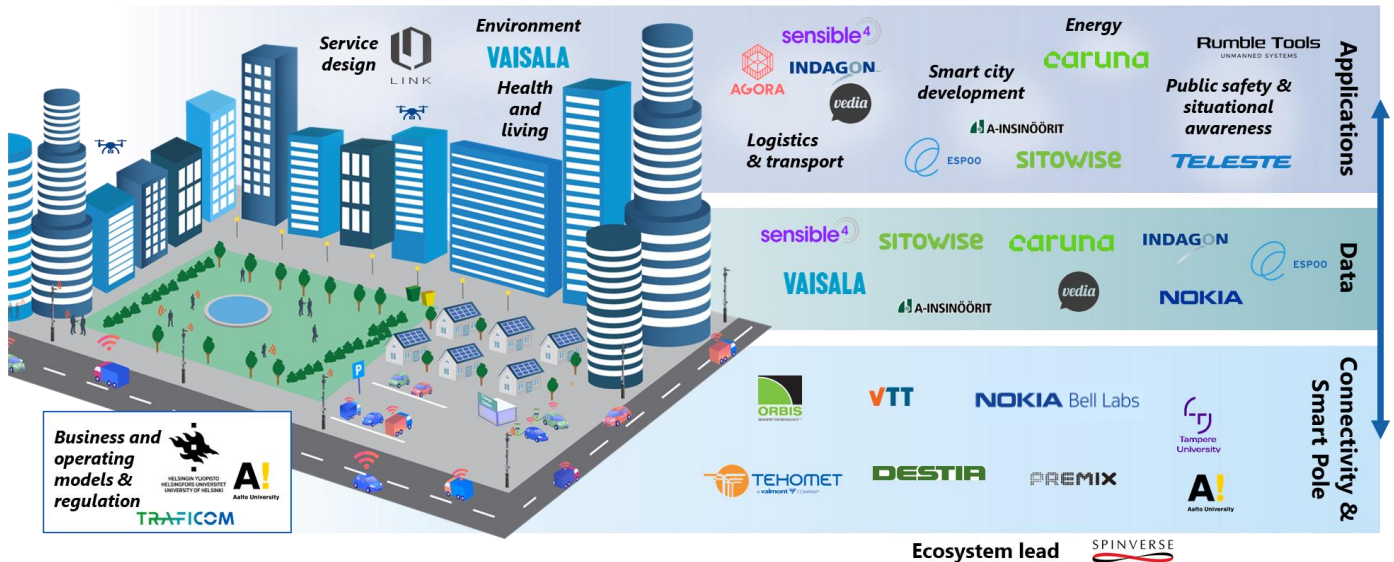 Service
design
LINK
Environment
VAISALA
Health
and
living
sensible4
AGORA
INDAGON
vedia
Logistics
& transport
Smart city
development
A-INSINÖÖRIT
ESPOO
SITOWISE
Energy
caruna
Rumble Tools
UNMANNED SYSTEMS
Public safety &
situational
awareness
TELESTE
Applications
sensible4
SITOWISE
caruna
INDAGON
ESPOO
VAISALA
A-INSINÖÖRIT
vedia
NOKIA
Data
ORBIS
VTT
NOKIA Bell Labs
Tampere
University
TEHOMET
a valmont COMPANY
DESTIA
PREMIX
A!
Aalto University
Connectivity &
Smart Pole
P
Business and
operating
models &
regulation
HELSINGIN YLIOPISTO
HELSINGFORS UNIVERSITET
UNIVERSITY OF HELSINKI
A!
Aalto University
TRAFICOM
Ecosystem lead
SPINVERSE